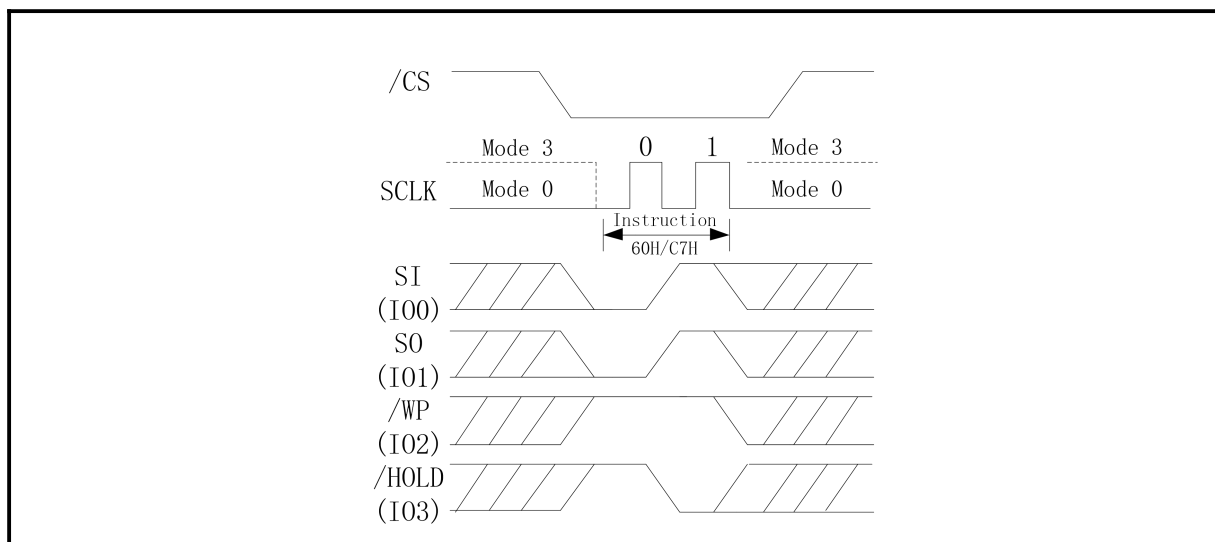 /CS
Mode 3 0 1 Mode 3
SCLK Mode 0 Mode 0
Instruction
60H/C7H
SI
(IO0)
SO
(IO1)
/WP
(IO2)
/HOLD
(IO3)